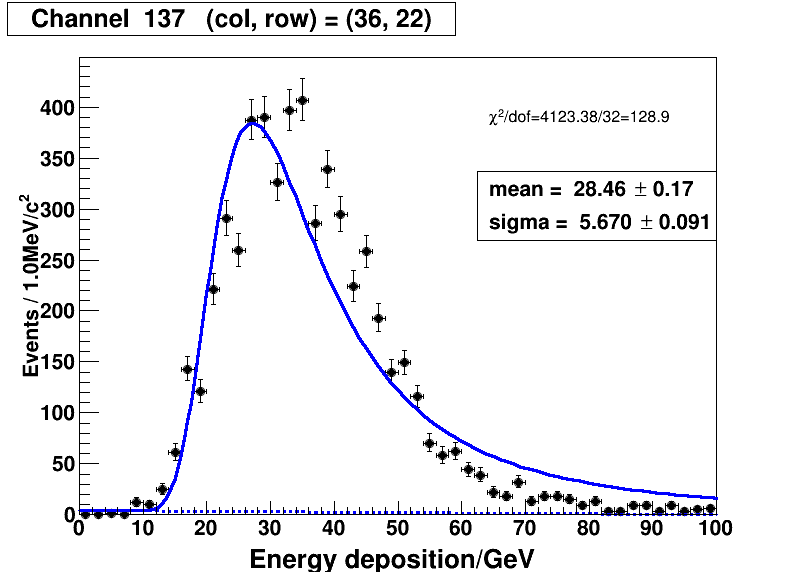 Channel 137 (col, row) = (36, 22)
χ²/dof=4123.38/32=128.9
mean = 28.46 ± 0.17
sigma = 5.670 ± 0.091
Events / 1.0MeV/c²
400
350
300
250
200
150
100
50
0
0 10 20 30 40 50 60 70 80 90 100
Energy deposition/GeV